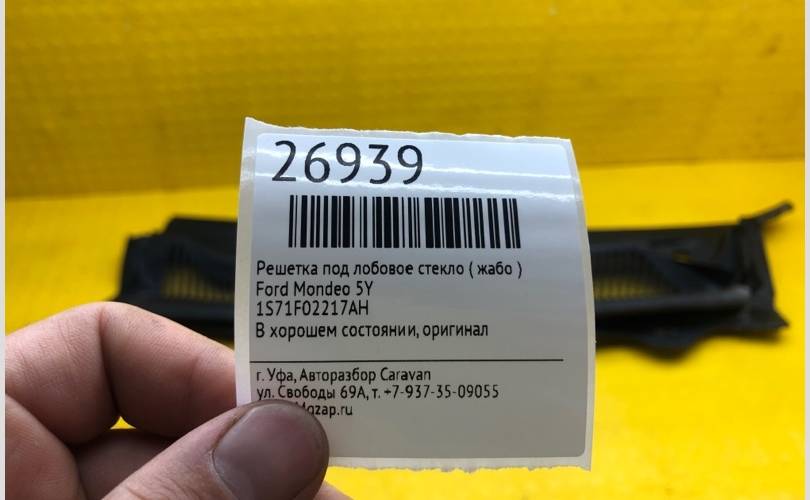 26939
Решетка под лобовое стекло ( жабо )
Ford Mondeo 5Y
1S71F02217AH
В хорошем состоянии, оригинал
г. Уфа, Авторазбор Caravan
ул. Свободы 69А, т. +7-937-35-09055